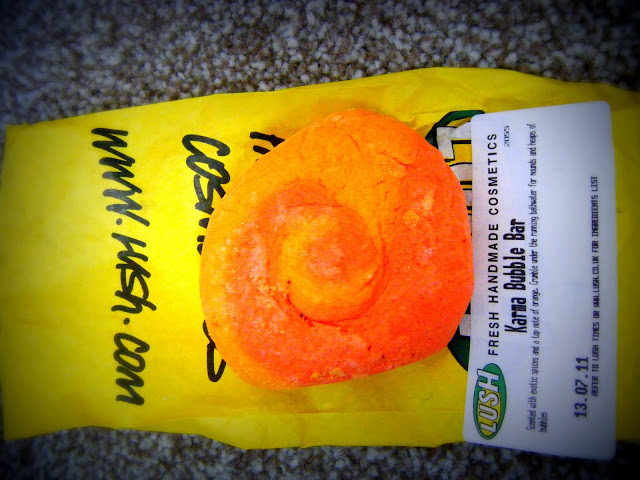 www.lush.com
LUSH
FRESH HANDMADE COSMETICS
2055
Karma Bubble Bar
Scented with exotic spices and a top note of orange. Crumble under the running bathwater for mounds and heaps of
bubbles
13.07.11
REFER TO LUSH TIMES OR WWW.LUSH.CO.UK FOR INGREDIENTS LIST